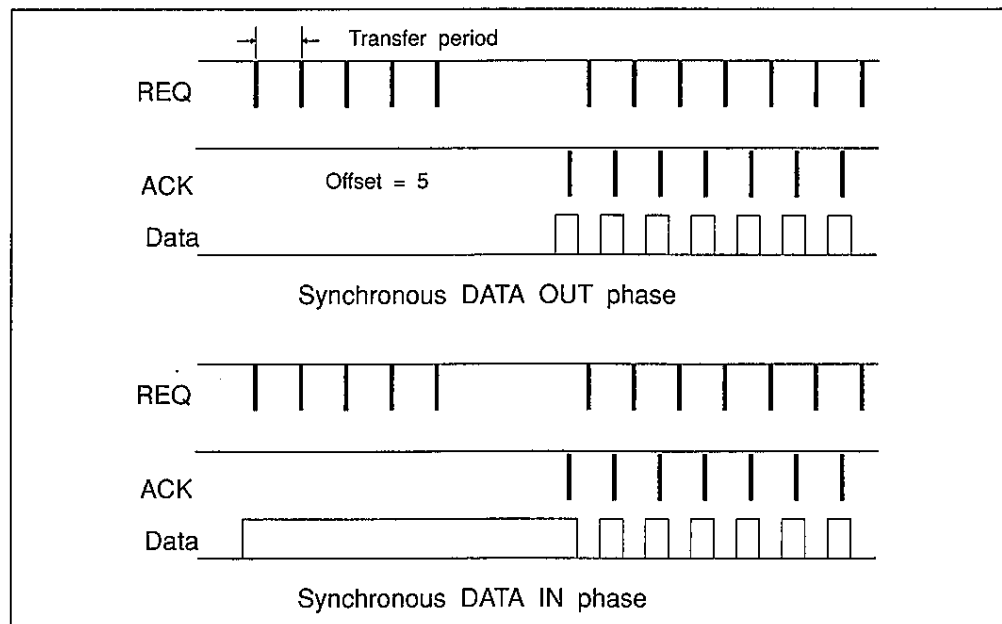 Transfer period
REQ
ACK
Offset = 5
Data
Synchronous DATA OUT phase
REQ
ACK
Data
Synchronous DATA IN phase